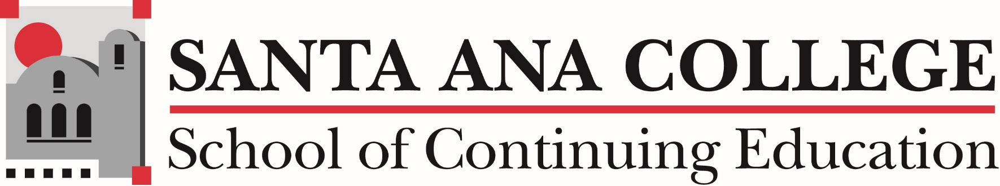 SANTA ANA COLLEGE
School of Continuing Education